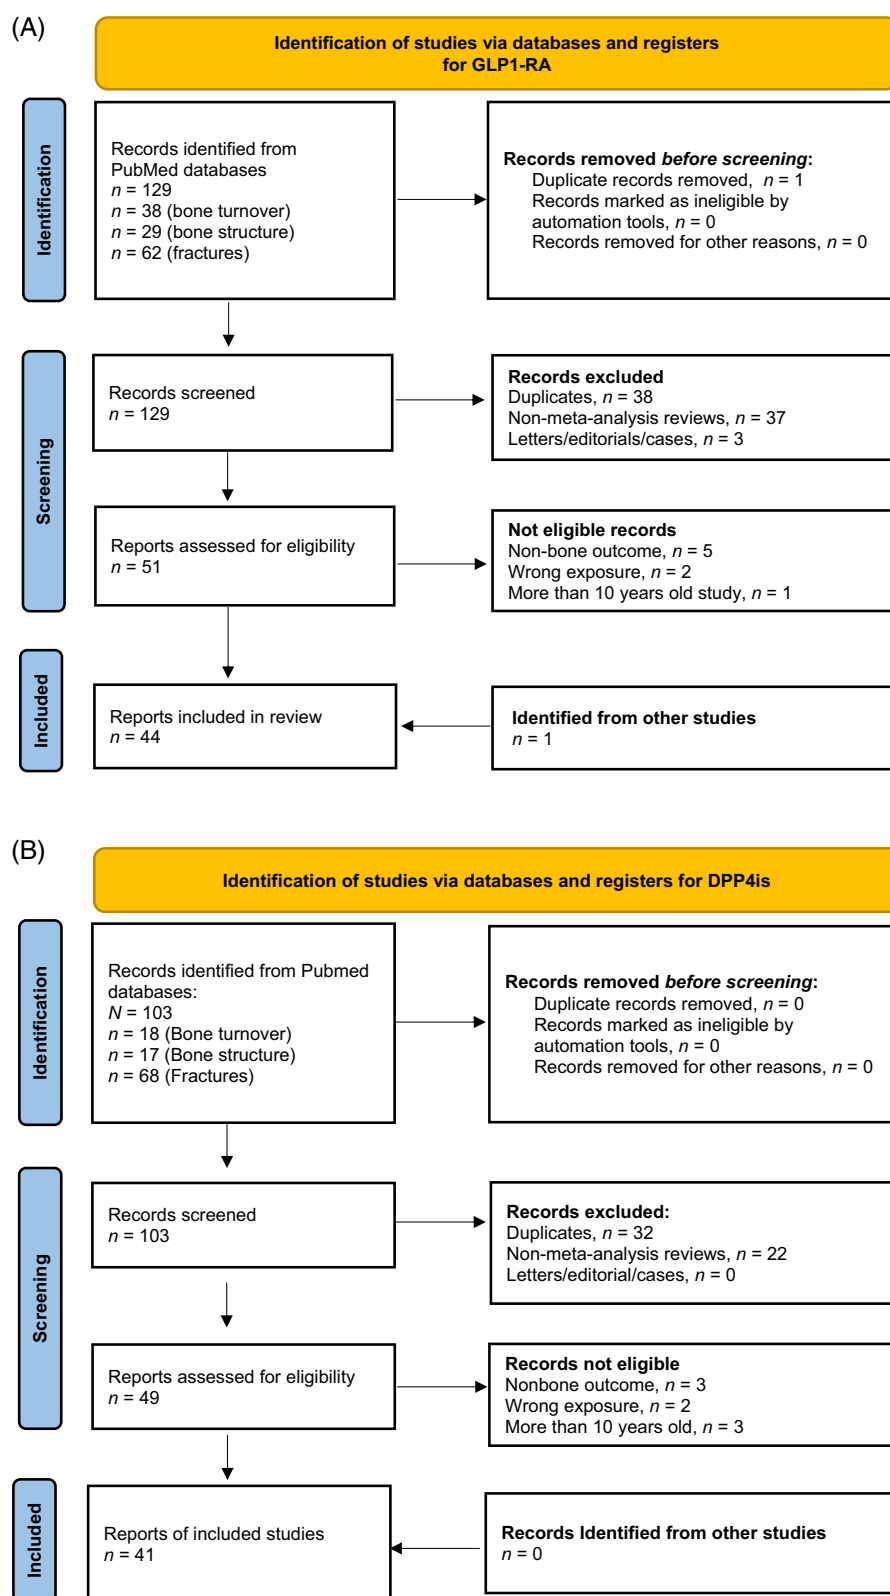 (A)
Identification of studies via databases and registers
for GLP1-RA
Identification
Records identified from
PubMed databases
n = 129
n = 38 (bone turnover)
n = 29 (bone structure)
n = 62 (fractures)
Records removed before screening:
Duplicate records removed, n = 1
Records marked as ineligible by
automation tools, n = 0
Records removed for other reasons, n = 0
Screening
Records screened
n = 129
Records excluded
Duplicates, n = 38
Non-meta-analysis reviews, n = 37
Letters/editorials/cases, n = 3
Reports assessed for eligibility
n = 51
Not eligible records
Non-bone outcome, n = 5
Wrong exposure, n = 2
More than 10 years old study, n = 1
Included
Reports included in review
n = 44
Identified from other studies
n = 1
(B)
Identification of studies via databases and registers for DPP4is
Identification
Records identified from Pubmed
databases:
N = 103
n = 18 (Bone turnover)
n = 17 (Bone structure)
n = 68 (Fractures)
Records removed before screening:
Duplicate records removed, n = 0
Records marked as ineligible by
automation tools, n = 0
Records removed for other reasons, n = 0
Screening
Records screened
n = 103
Records excluded:
Duplicates, n = 32
Non-meta-analysis reviews, n = 22
Letters/editorial/cases, n = 0
Reports assessed for eligibility
n = 49
Records not eligible
Nonbone outcome, n = 3
Wrong exposure, n = 2
More than 10 years old, n = 3
Included
Reports of included studies
n = 41
Records Identified from other studies
n = 0